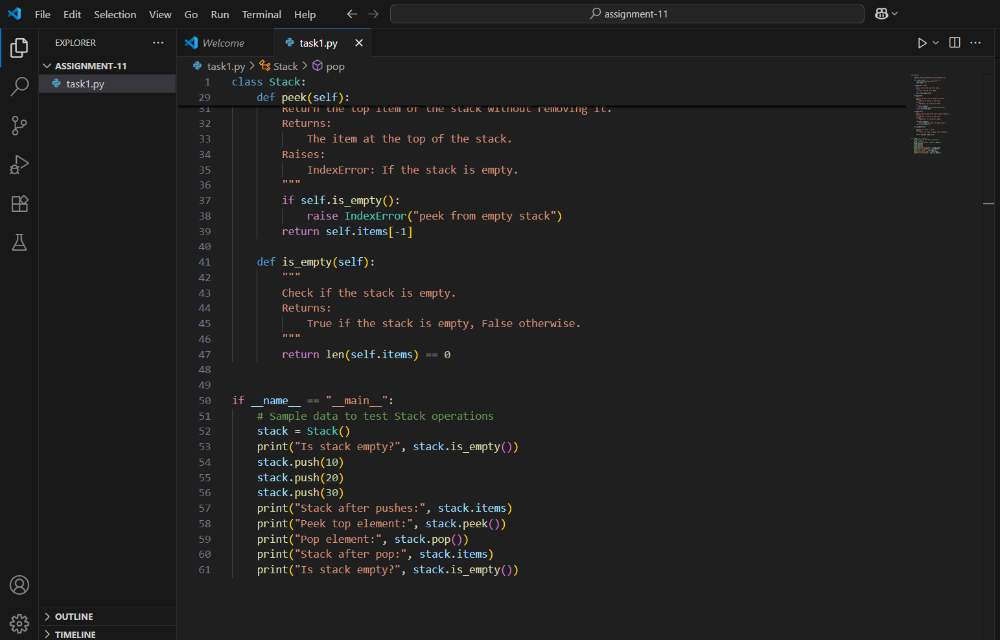 File Edit Selection View Go Run Terminal Help
assignment-11
EXPLORER
ASSIGNMENT-11
task1.py
OUTLINE
TIMELINE
Welcome
task1.py
task1.py > Stack > pop
1 class Stack:
29     def peek(self):
31         Return the top item of the stack without removing it.
32         Returns:
33             The item at the top of the stack.
34         Raises:
35             IndexError: If the stack is empty.
36         """
37         if self.is_empty():
38             raise IndexError("peek from empty stack")
39         return self.items[-1]
40
41     def is_empty(self):
42         """
43         Check if the stack is empty.
44         Returns:
45             True if the stack is empty, False otherwise.
46         """
47         return len(self.items) == 0
48
49
50 if __name__ == "__main__":
51     # Sample data to test Stack operations
52     stack = Stack()
53     print("Is stack empty?", stack.is_empty())
54     stack.push(10)
55     stack.push(20)
56     stack.push(30)
57     print("Stack after pushes:", stack.items)
58     print("Peek top element:", stack.peek())
59     print("Pop element:", stack.pop())
60     print("Stack after pop:", stack.items)
61     print("Is stack empty?", stack.is_empty())